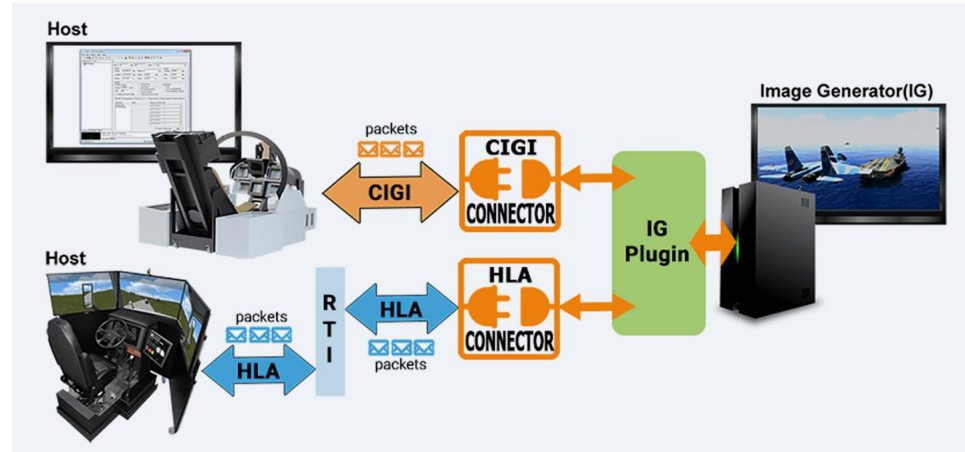 Host
Image Generator(IG)
packets
CIGI
CIGI
CONNECTOR
IG
Plugin
Host
packets
HLA
R
T
I
HLA
packets
HLA
CONNECTOR